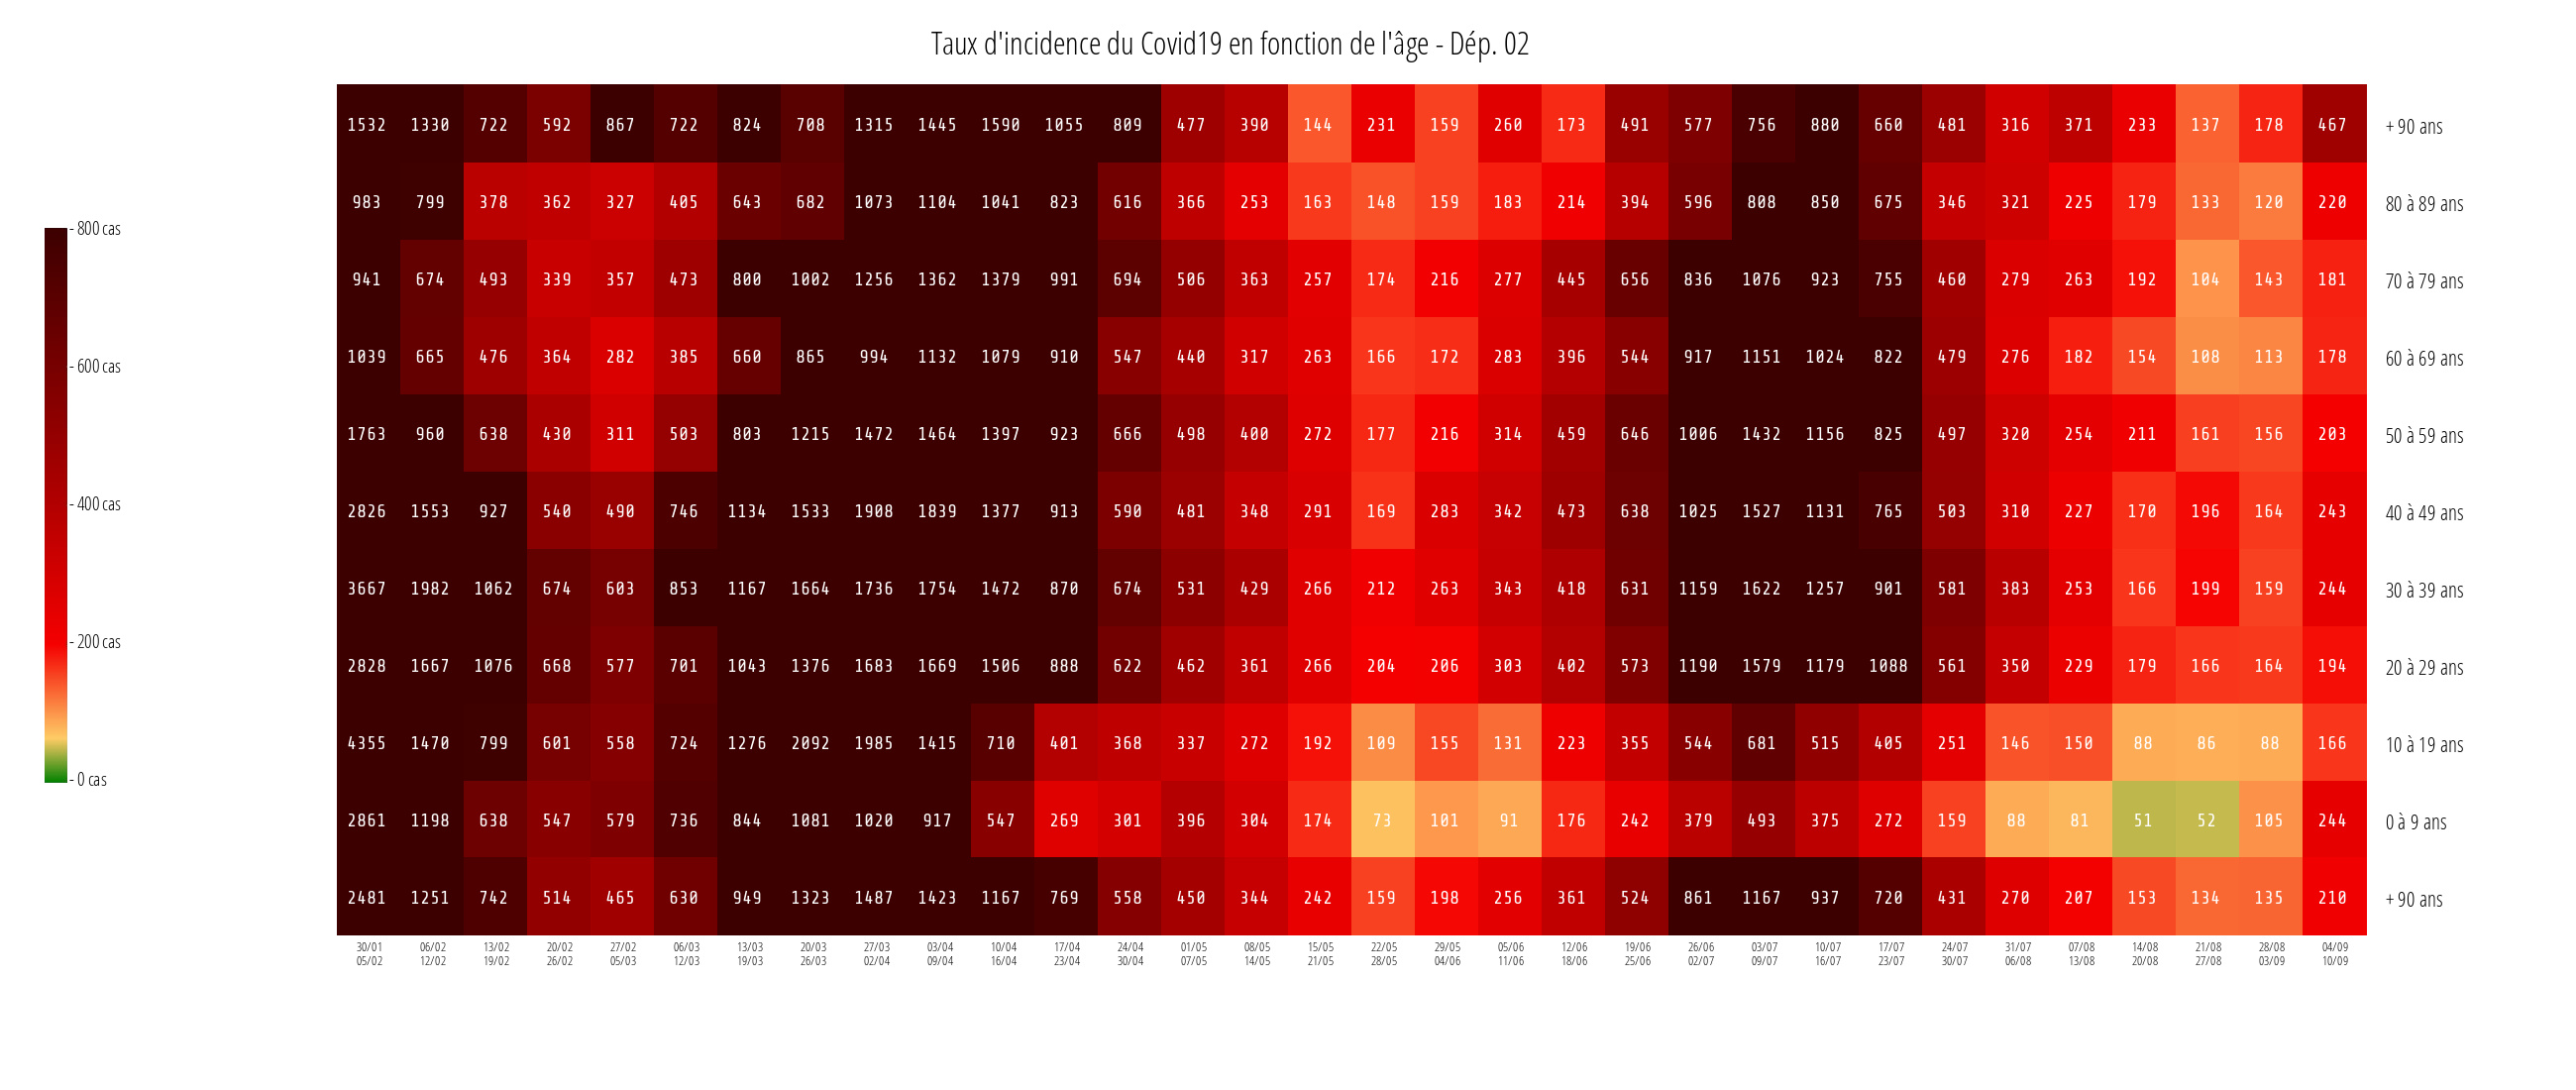 Taux d'incidence du Covid19 en fonction de l'âge - Dép. 02
- 800 cas
- 600 cas
- 400 cas
- 200 cas
- 0 cas
1532 1330 722 592 867 722 824 708 1315 1445 1590 1055 809 477 390 144 231 159 260 173 491 577 756 880 660 481 316 371 233 137 178 467 + 90 ans
983 799 378 362 327 405 643 682 1073 1104 1041 823 616 366 253 163 148 159 183 214 394 596 808 850 675 346 321 225 179 133 120 220 80 à 89 ans
941 674 493 339 357 473 800 1002 1256 1362 1379 991 694 506 363 257 174 216 277 445 656 836 1076 923 755 460 279 263 192 104 143 181 70 à 79 ans
1039 665 476 364 282 385 660 865 994 1132 1079 910 547 440 317 263 166 172 283 396 544 917 1151 1024 822 479 276 182 154 108 113 178 60 à 69 ans
1763 960 638 430 311 503 803 1215 1472 1464 1397 923 666 498 400 272 177 216 314 459 646 1006 1432 1156 825 497 320 254 211 161 156 203 50 à 59 ans
2826 1553 927 540 490 746 1134 1533 1908 1839 1377 913 590 481 348 291 169 283 342 473 638 1025 1527 1131 765 503 310 227 170 196 164 243 40 à 49 ans
3667 1982 1062 674 603 853 1167 1664 1736 1754 1472 870 674 531 429 266 212 263 343 418 631 1159 1622 1257 901 581 383 253 166 199 159 244 30 à 39 ans
2828 1667 1076 668 577 701 1043 1376 1683 1669 1506 888 622 462 361 266 204 206 303 402 573 1190 1579 1179 1088 561 350 229 179 166 164 194 20 à 29 ans
4355 1470 799 601 558 724 1276 2092 1985 1415 710 401 368 337 272 192 109 155 131 223 355 544 681 515 405 251 146 150 88 86 88 166 10 à 19 ans
2861 1198 638 547 579 736 844 1081 1020 917 547 269 301 396 304 174 73 101 91 176 242 379 493 375 272 159 88 81 51 52 105 244 0 à 9 ans
2481 1251 742 514 465 630 949 1323 1487 1423 1167 769 558 450 344 242 159 198 256 361 524 861 1167 937 720 431 270 207 153 134 135 210 + 90 ans
30/01 06/02 13/02 20/02 27/02 06/03 13/03 20/03 27/03 03/04 10/04 17/04 24/04 01/05 08/05 15/05 22/05 29/05 05/06 12/06 19/06 26/06 03/07 10/07 17/07 24/07 31/07 07/08 14/08 21/08 28/08 04/09
05/02 12/02 19/02 26/02 05/03 12/03 19/03 26/03 02/04 09/04 16/04 23/04 30/04 07/05 14/05 21/05 28/05 04/06 11/06 18/06 25/06 02/07 09/07 16/07 23/07 30/07 06/08 13/08 20/08 27/08 03/09 10/09